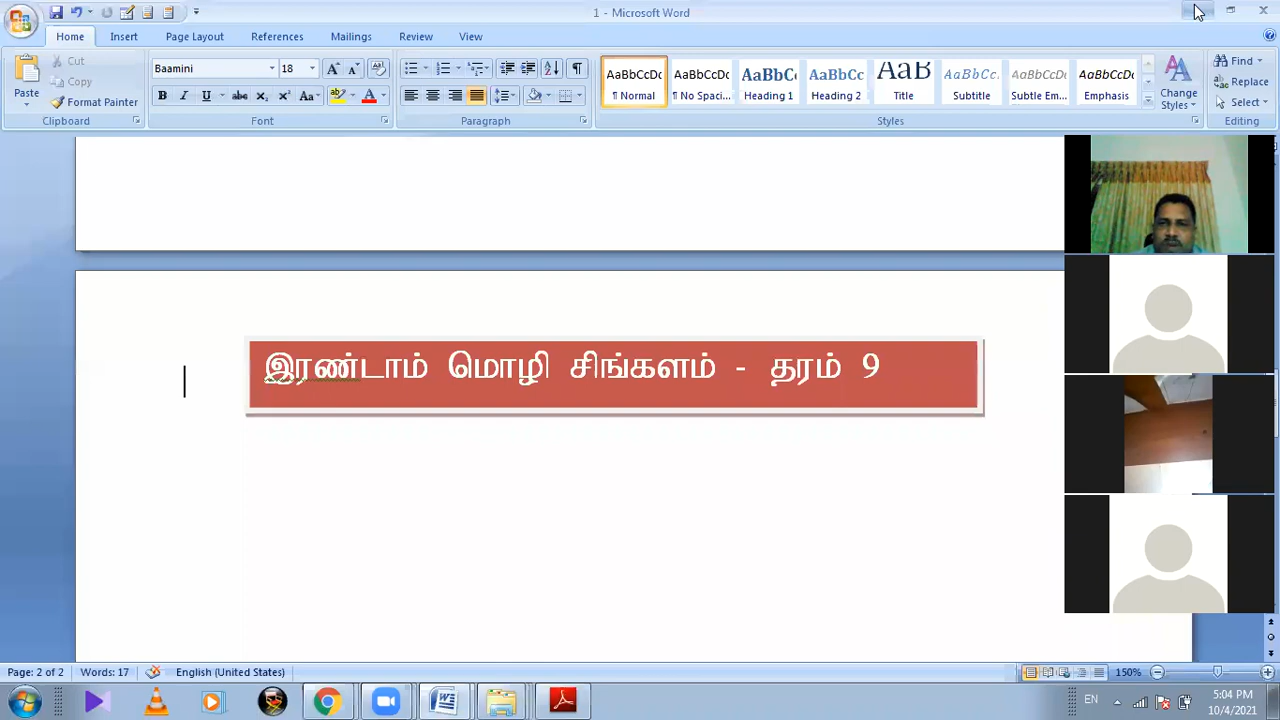 1 - Microsoft Word
Home Insert Page Layout References Mailings Review View
Paste
Cut
Copy
Format Painter
Clipboard
Baamini 18
Font
Paragraph
AaBbCcDc AaBbCcDc AaBbC AaBbCc AaB AaBbCc. AaBbCcDc AaBbCcDc
¶ Normal ¶ No Spaci... Heading 1 Heading 2 Title Subtitle Subtle Em... Emphasis
Styles
Change Styles
Find
Replace
Select
Editing
இரண்டாம் மொழி சிங்களம் - தரம் 9
Page: 2 of 2 Words: 17 English (United States) 150%
EN 5:04 PM
10/4/2021